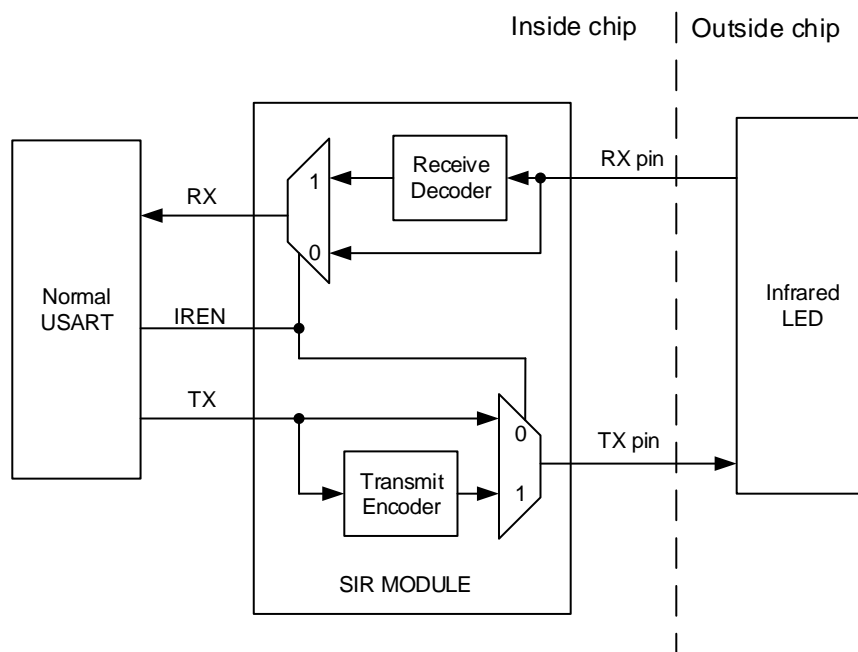 Inside chip
Outside chip
Receive
Decoder
RX pin
1
RX
0
Normal
USART
IREN
Infrared
LED
TX
0
TX pin
Transmit
Encoder
1
SIR MODULE